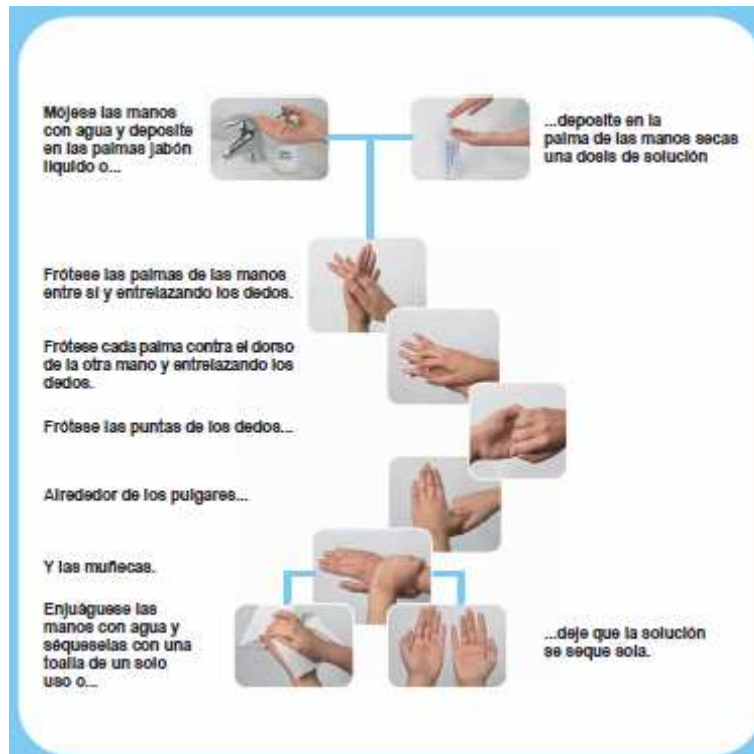 Mójese las manos
con agua y deposite
en las palmas jabón
líquido o...
...deposite en la
palma de las manos secas
una dosis de solución
Frótese las palmas de las manos
entre sí y entrelazando los dedos.
Frótese cada palma contra el dorso
de la otra mano y entrelazando los
dedos.
Frótese las puntas de los dedos...
Alrededor de los pulgares...
Y las muñecas.
Enjuáguese las
manos con agua y
séqueselas con una
toalla de un solo
uso o...
...deje que la solución
se seque sola.